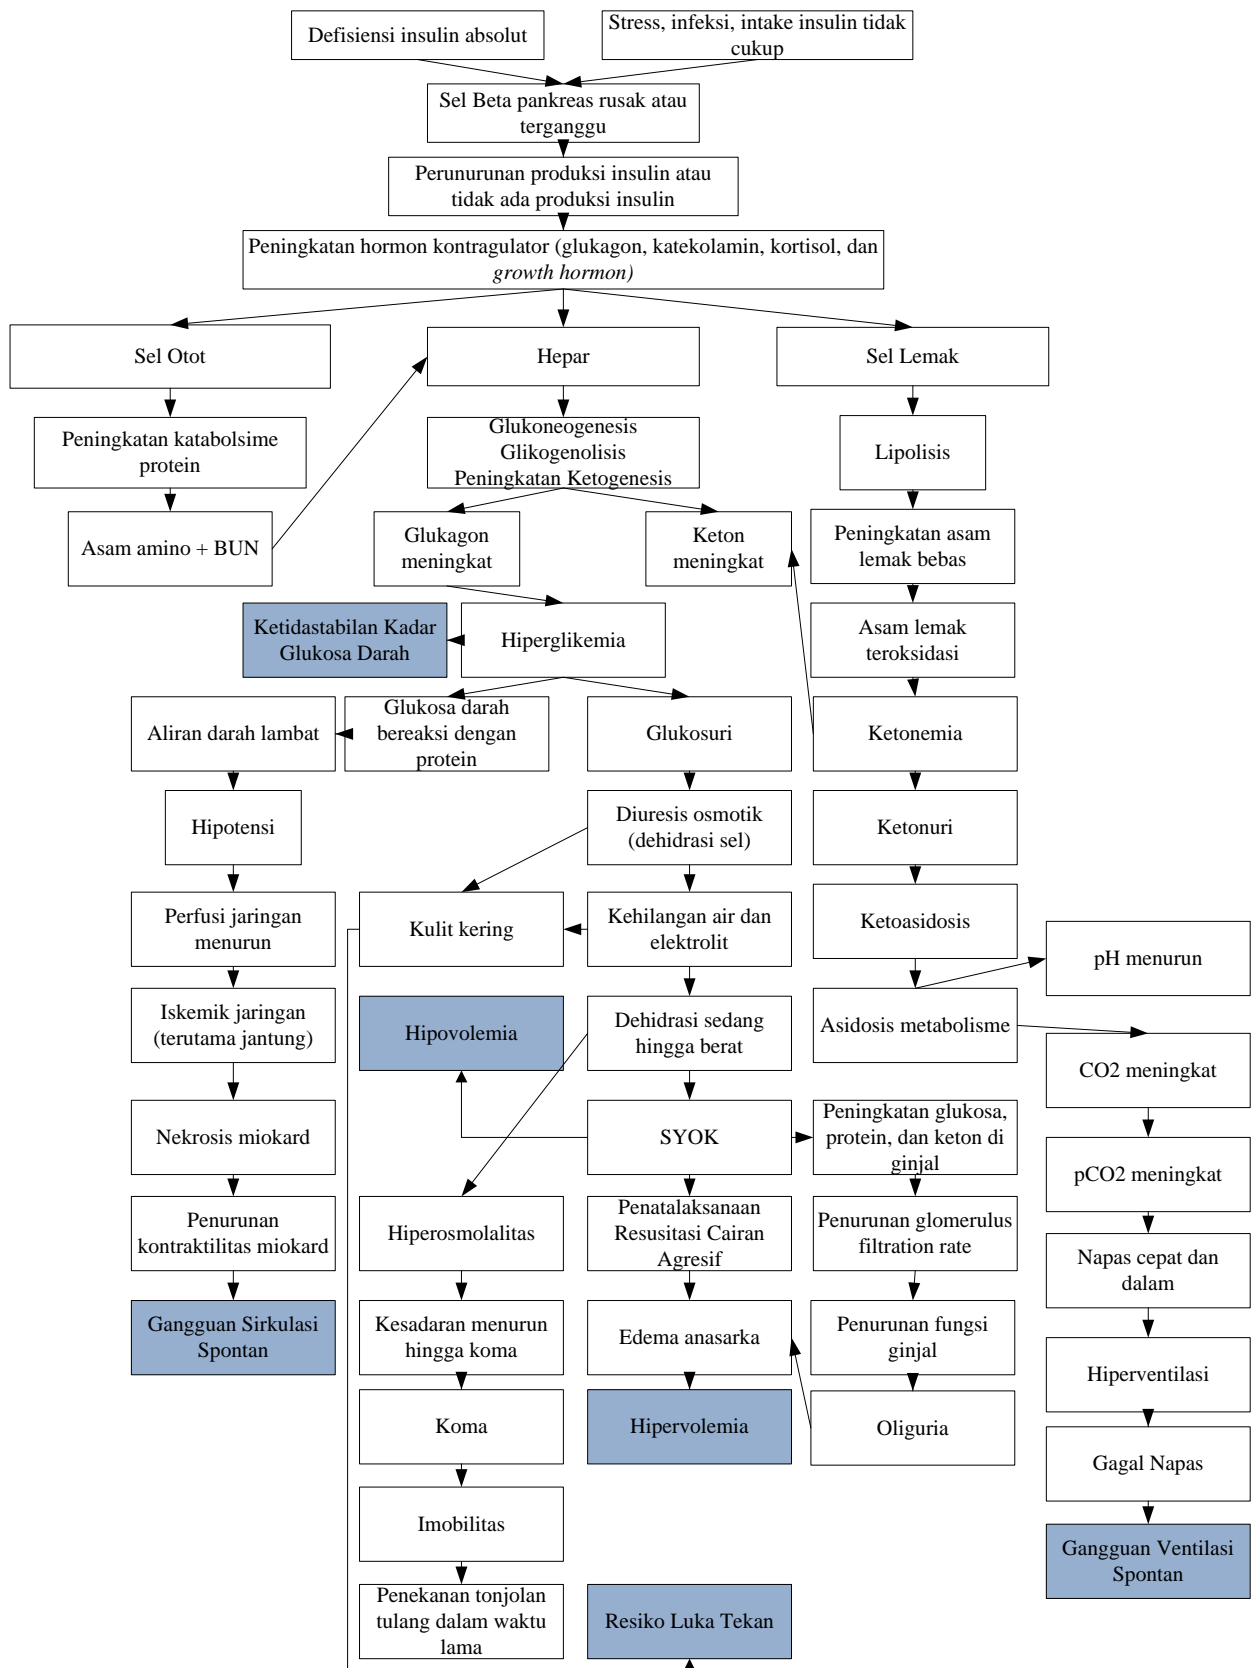 Defisiensi insulin absolut
Stress, infeksi, intake insulin tidak
cukup
Sel Beta pankreas rusak atau
terganggu
Perunurunan produksi insulin atau
tidak ada produksi insulin
Peningkatan hormon kontragulator (glukagon, katekolamin, kortisol, dan
growth hormon)
Sel Otot
Hepar
Sel Lemak
Peningkatan katabolsime
protein
Glukoneogenesis
Glikogenolisis
Peningkatan Ketogenesis
Lipolisis
Asam amino + BUN
Glukagon
meningkat
Keton
meningkat
Peningkatan asam
lemak bebas
Ketidastabilan Kadar
Glukosa Darah
Hiperglikemia
Asam lemak
teroksidasi
Aliran darah lambat
Glukosa darah
bereaksi dengan
protein
Glukosuri
Ketonemia
Hipotensi
Diuresis osmotik
(dehidrasi sel)
Ketonuri
Perfusi jaringan
menurun
Kulit kering
Kehilangan air dan
elektrolit
Ketoasidosis
pH menurun
Iskemik jaringan
(terutama jantung)
Hipovolemia
Dehidrasi sedang
hingga berat
Asidosis metabolisme
CO2 meningkat
Nekrosis miokard
SYOK
Peningkatan glukosa,
protein, dan keton di
ginjal
pCO2 meningkat
Penurunan
kontraktilitas miokard
Hiperosmolalitas
Penatalaksanaan
Resusitasi Cairan
Agresif
Penurunan glomerulus
filtration rate
Napas cepat dan
dalam
Gangguan Sirkulasi
Spontan
Kesadaran menurun
hingga koma
Edema anasarka
Penurunan fungsi
ginjal
Hiperventilasi
Koma
Hipervolemia
Oliguria
Gagal Napas
Imobilitas
Gangguan Ventilasi
Spontan
Penekanan tonjolan
tulang dalam waktu
lama
Resiko Luka Tekan